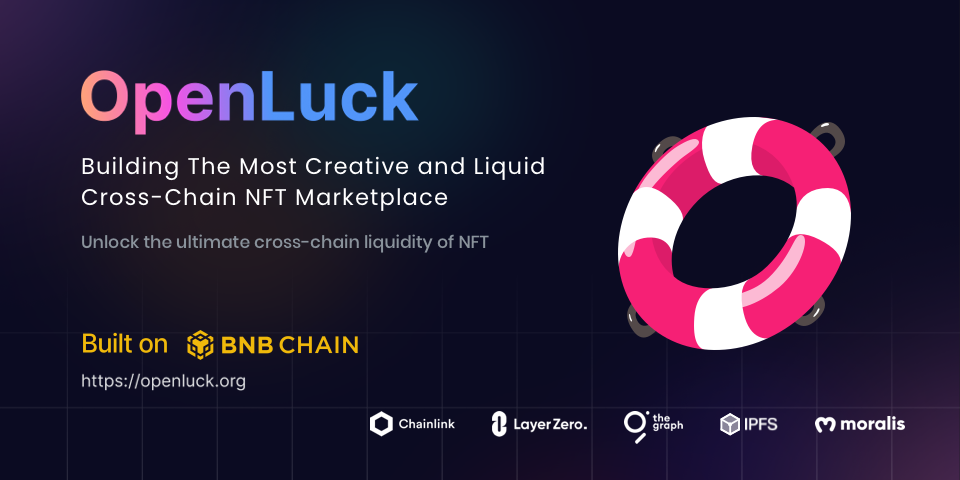 OpenLuck
Building The Most Creative and Liquid
Cross-Chain NFT Marketplace
Unlock the ultimate cross-chain liquidity of NFT
Built on BNB CHAIN
https://openluck.org
Chainlink LayerZero. the graph IPFS moralis